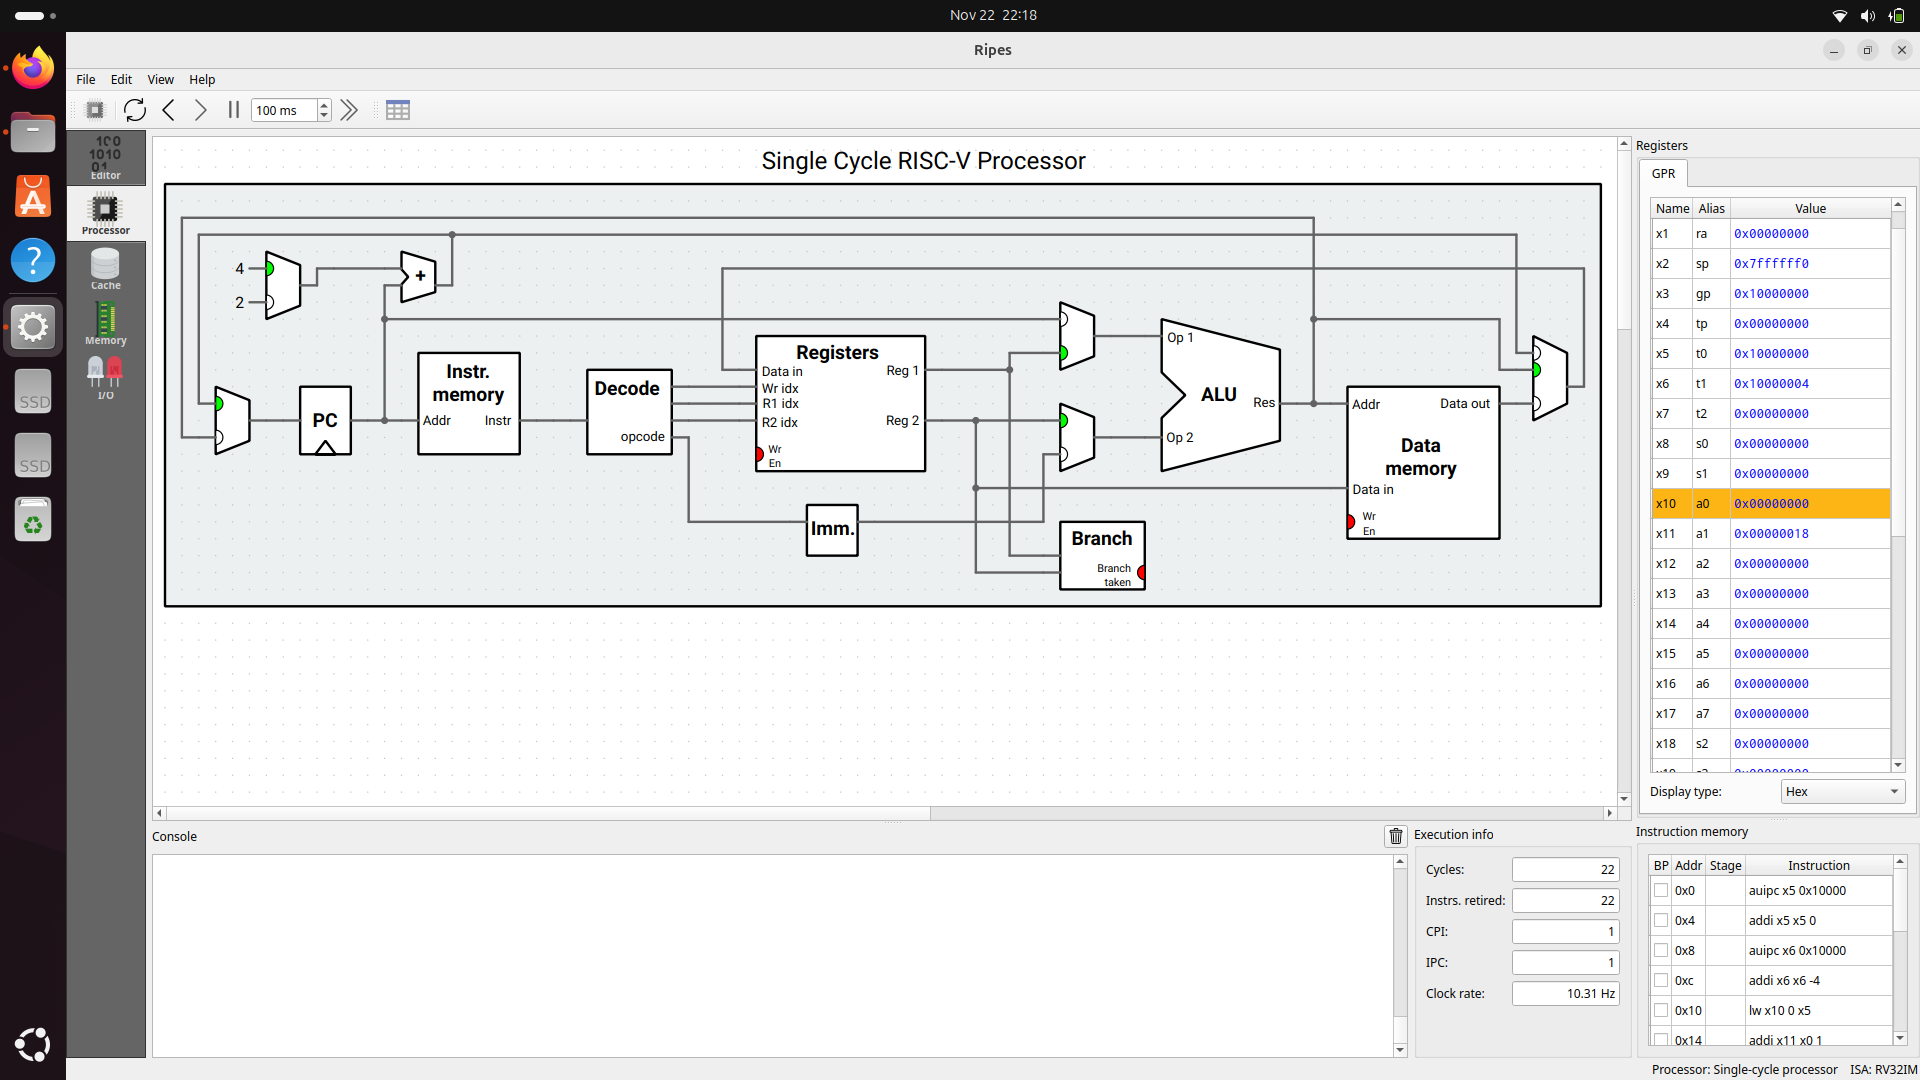 Nov 22 22:18
Ripes
File Edit View Help
100 ms
100
1010
01
Editor
Processor
Cache
Memory
I/O
SSD
SSD
Single Cycle RISC-V Processor
4
2
+
PC
Instr.
memory
Addr Instr
Decode
opcode
Registers
Data in Reg 1
Wr idx
R1 idx
R2 idx Reg 2
Wr
En
Imm.
Op 1
ALU
Res
Op 2
Branch
Branch
taken
Addr Data out
Data
memory
Data in
Wr
En
Registers
GPR
Name Alias Value
x1 ra 0x00000000
x2 sp 0x7ffffff0
x3 gp 0x10000000
x4 tp 0x00000000
x5 t0 0x10000000
x6 t1 0x10000004
x7 t2 0x00000000
x8 s0 0x00000000
x9 s1 0x00000000
x10 a0 0x00000000
x11 a1 0x00000018
x12 a2 0x00000000
x13 a3 0x00000000
x14 a4 0x00000000
x15 a5 0x00000000
x16 a6 0x00000000
x17 a7 0x00000000
x18 s2 0x00000000
Display type: Hex
Console
Execution info
Cycles: 22
Instrs. retired: 22
CPI: 1
IPC: 1
Clock rate: 10.31 Hz
Instruction memory
BP Addr Stage Instruction
0x0 auipc x5 0x10000
0x4 addi x5 x5 0
0x8 auipc x6 0x10000
0xc addi x6 x6 -4
0x10 lw x10 0 x5
0x14 addi x11 x0 1
Processor: Single-cycle processor ISA: RV32IM